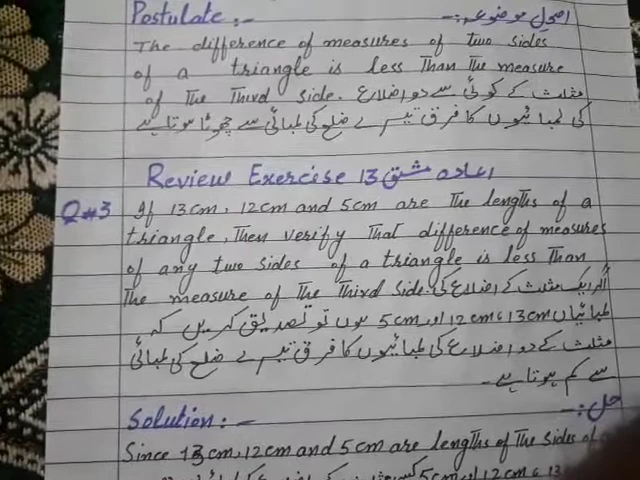 Postulate :- اصول موضوعہ :-
The difference of measures of two sides
of a triangle is less Than The measure
of The Third side. مثلث کے کوئی سے دو اضلاع
کی لمبائیوں کا فرق تیسرے ضلع کی لمبائی سے چھوٹا ہوتا ہے
Review Exercise 13 اعادہ مشق
Q#3 If 13cm, 12cm and 5cm are The lengths of a
triangle, Then verify That difference of measures
of any two sides of a triangle is less Than
The measure of The Third side. اگر ایک مثلث کے اضلاع کی
لمبائیاں 13cm، 12cm اور 5cm ہوں تو تصدیق کریں کہ
مثلث کے دو اضلاع کی لمبائیوں کا فرق تیسرے ضلع کی لمبائی
سے کم ہوتا ہے -
Solution :- حل :-
Since 13cm, 12cm and 5cm are lengths of The sides of